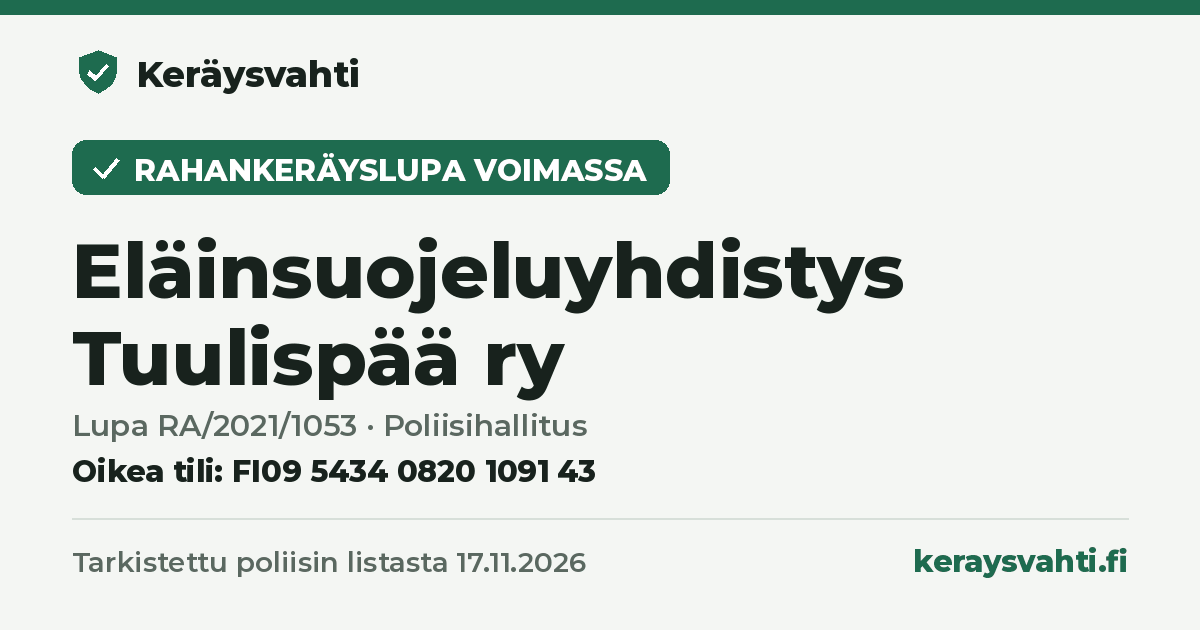 Keräysvahti
RAHANKERÄYSLUPA VOIMASSA
Eläinsuojeluyhdistys
Tuulispää ry
Lupa RA/2021/1053 · Poliisihallitus
Oikea tili: FI09 5434 0820 1091 43
Tarkistettu poliisin listasta 17.11.2026
keraysvahti.fi